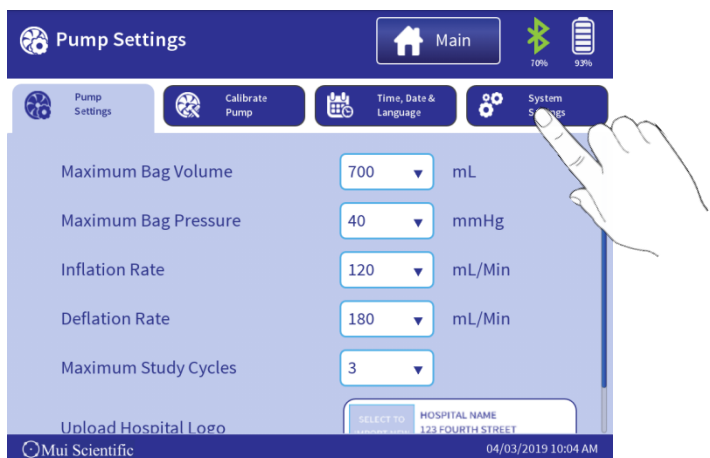 Pump Settings
Main
70%
93%
Pump
Settings
Calibrate
Pump
Time, Date &
Language
System
Maximum Bag Volume 700 mL
Maximum Bag Pressure 40 mmHg
Inflation Rate 120 mL/Min
Deflation Rate 180 mL/Min
Maximum Study Cycles 3
Upload Hospital Logo
SELECT TO
HOSPITAL NAME
123 FOURTH STREET
Mui Scientific
04/03/2019 10:04 AM